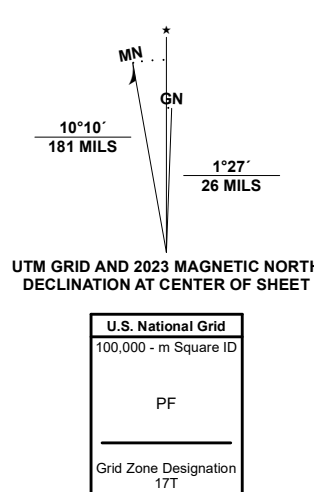 ★
MN
GN
10°10´
181 MILS
1°27´
26 MILS
UTM GRID AND 2023 MAGNETIC NORTH
DECLINATION AT CENTER OF SHEET
U.S. National Grid
100,000 - m Square ID
PF
Grid Zone Designation
17T